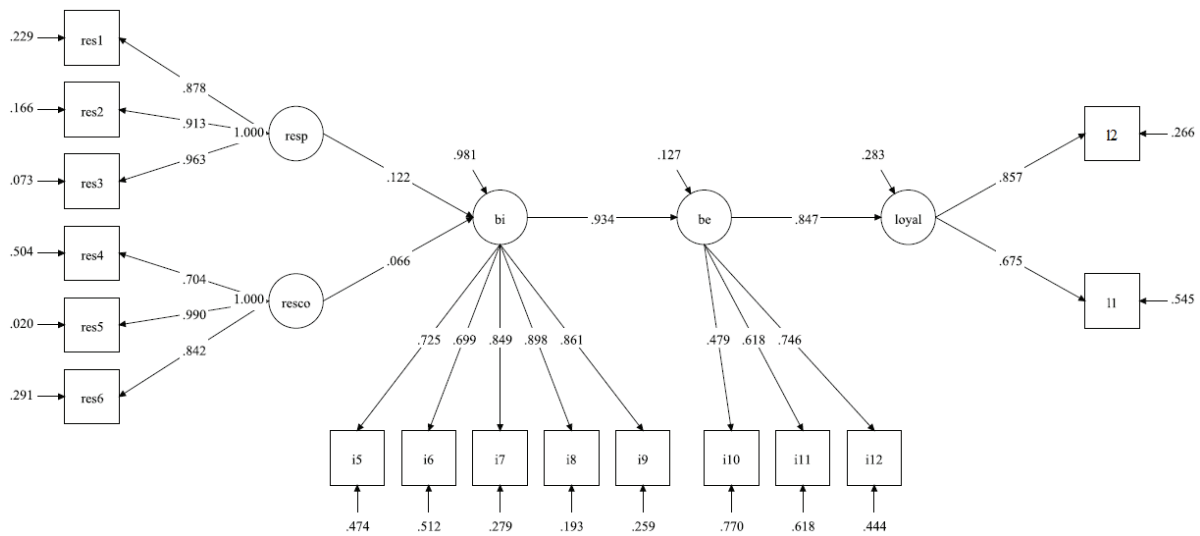 .229
res1
.878
.166
res2
.913
1.000
resp
.963
.073
res3
.122
.504
res4
.704
1.000
resco
.990
.020
res5
.842
.291
res6
.066
.981
bi
.934
.127
be
.847
.283
loyal
.857
l2
.266
.675
l1
.545
.725 .699 .849 .898 .861
.479 .618 .746
i5 i6 i7 i8 i9
i10 i11 i12
.474 .512 .279 .193 .259
.770 .618 .444